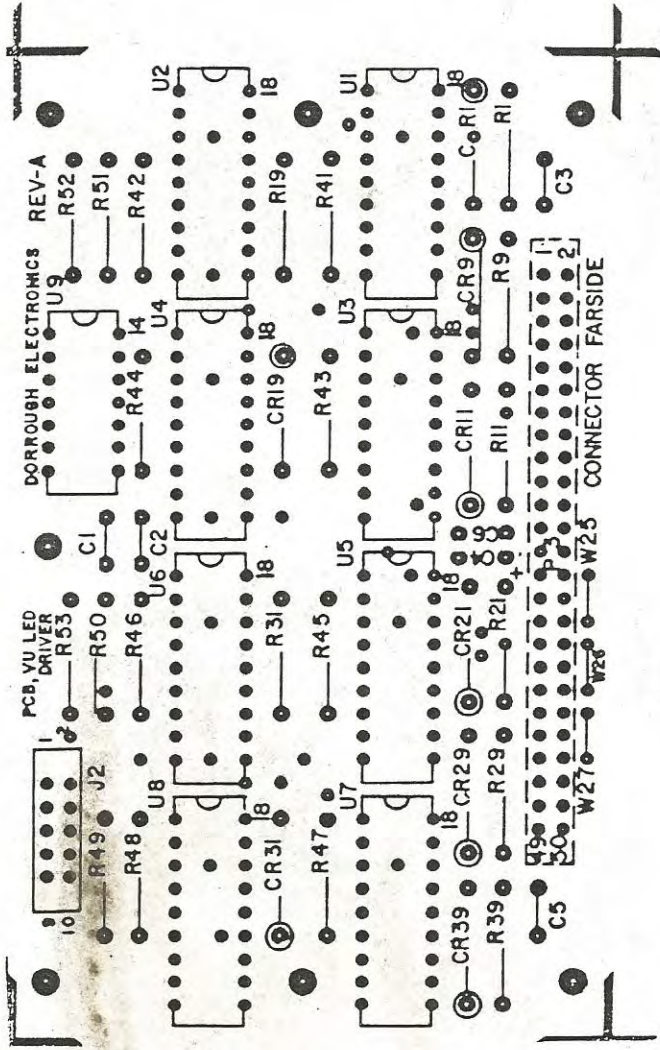 PCB, VU LED
DRIVER
DORROUGH ELECTRONICS REV-A
9 1
10 2 R53 U9 R52
R49 J2 R50 C1 R51
R48 R46 R44 14 R42
U8 U6 C2 U4 U2
18 18 18 18
CR31 R31 CR19 R19
R47 R45 R43 R41
U7 U5 U3 U1
18 18 18 18
CR39 CR29 CR21 CR11 CR9 C R1
R39 R29 R21 R11 R9 R1
+
49 P3 1
C5 50 2 C3
W27 W26 W25 CONNECTOR FARSIDE